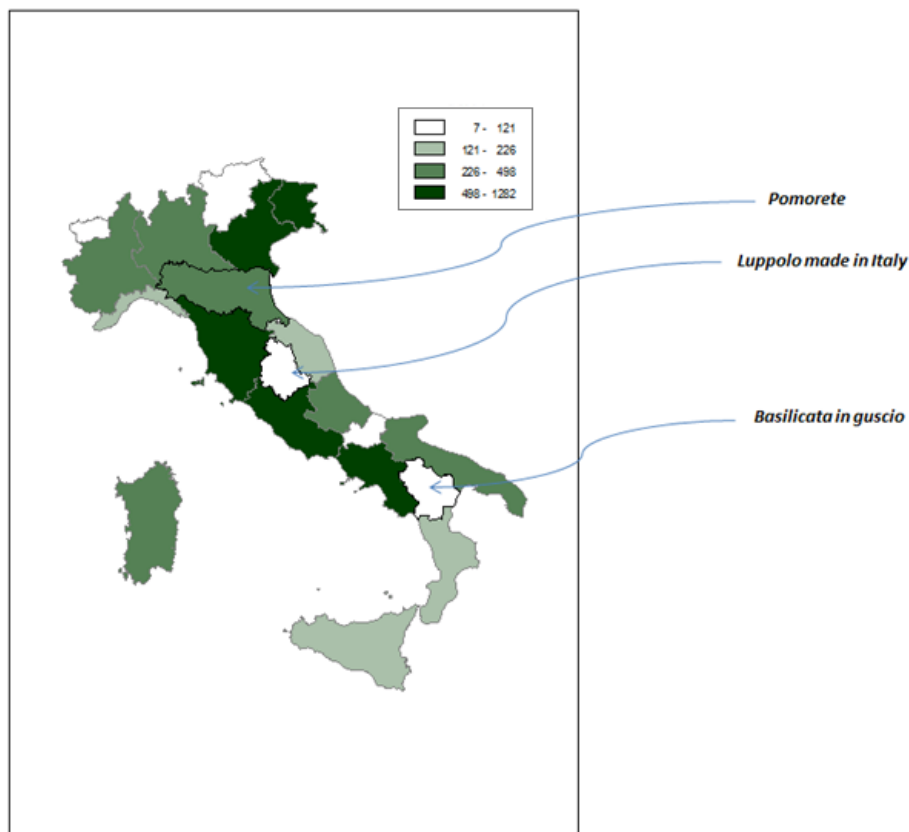 7 - 121
121 - 226
226 - 498
498 - 1282
Pomorete
Luppolo made in Italy
Basilicata in guscio